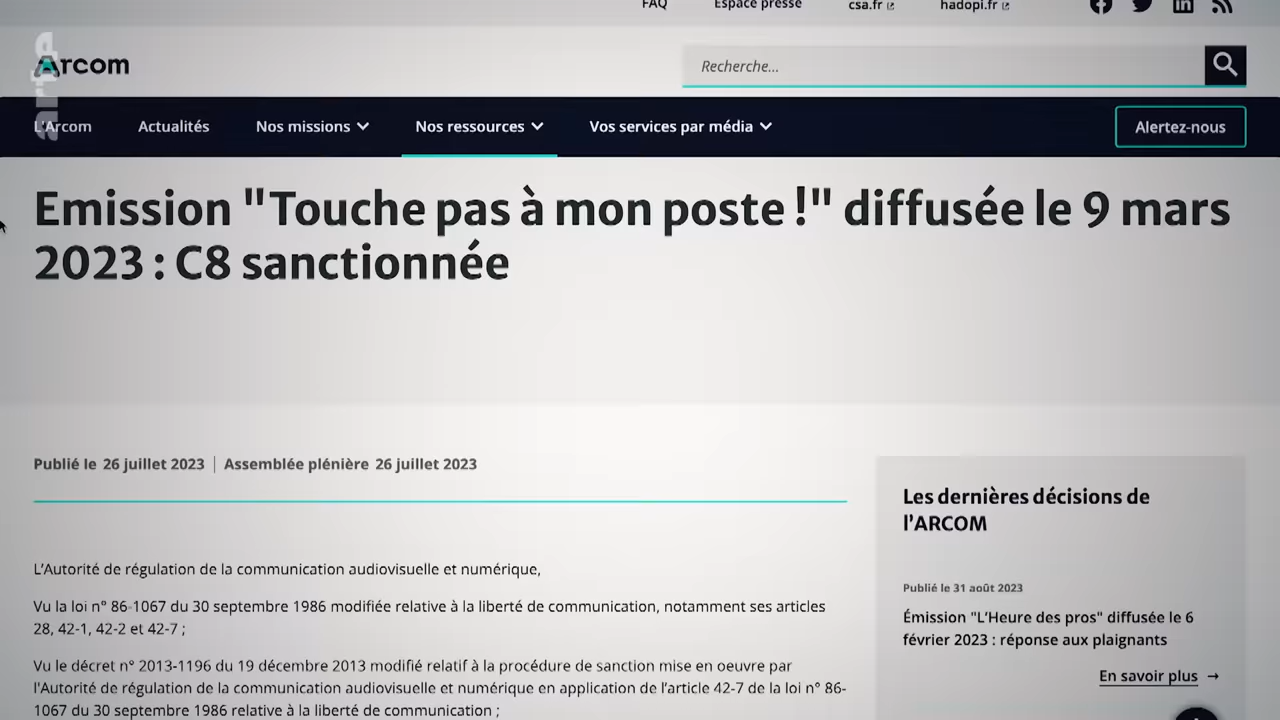 FAQ Espace presse csa.fr hadopi.fr
arte
Arcom
Recherche...
L'Arcom Actualités Nos missions Nos ressources Vos services par média Alertez-nous
Emission "Touche pas à mon poste !" diffusée le 9 mars
2023 : C8 sanctionnée
Publié le 26 juillet 2023 | Assemblée plénière 26 juillet 2023
L’Autorité de régulation de la communication audiovisuelle et numérique,
Vu la loi n° 86-1067 du 30 septembre 1986 modifiée relative à la liberté de communication, notamment ses articles
28, 42-1, 42-2 et 42-7 ;
Vu le décret n° 2013-1196 du 19 décembre 2013 modifié relatif à la procédure de sanction mise en oeuvre par
l'Autorité de régulation de la communication audiovisuelle et numérique en application de l’article 42-7 de la loi n° 86-
1067 du 30 septembre 1986 relative à la liberté de communication ;
Les dernières décisions de
l’ARCOM
Publié le 31 août 2023
Émission "L’Heure des pros" diffusée le 6
février 2023 : réponse aux plaignants
En savoir plus →